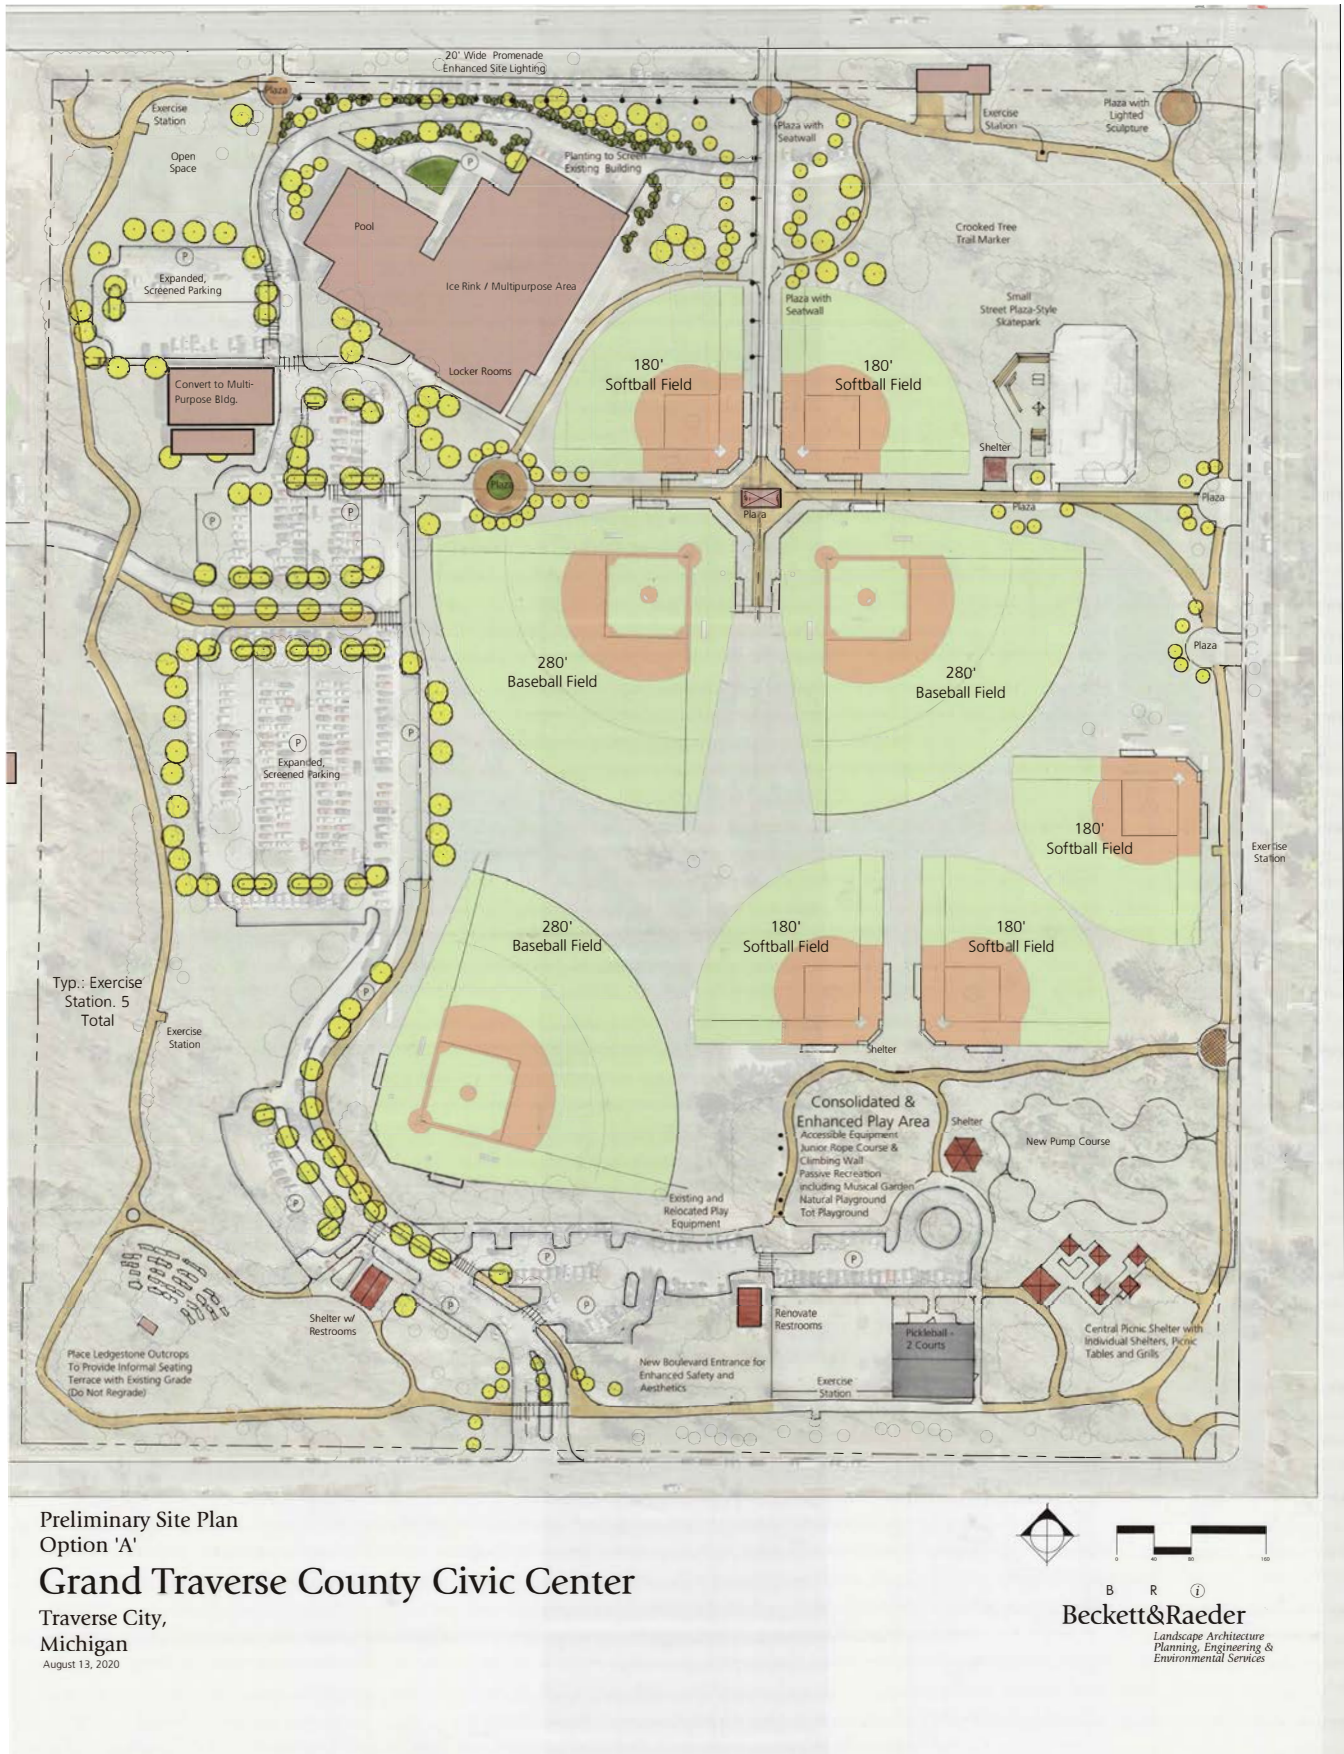 20' Wide Promenade
Enhanced Site Lighting
Plaza
Exercise
Station
Open
Space
Exercise
Station
Plaza with
Lighted
Sculpture
Plaza with
Seatwall
P
Planting to Screen
Existing Building
Pool
Crooked Tree
Trail Marker
P
Expanded,
Screened Parking
Ice Rink / Multipurpose Area
Plaza with
Seatwall
Small
Street Plaza-Style
Skatepark
Locker Rooms
180'
Softball Field
180'
Softball Field
Convert to Multi-
Purpose Bldg.
Shelter
Plaza
Plaza
Plaza
Plaza
P
P
280'
Baseball Field
280'
Baseball Field
Plaza
P
P
Expanded,
Screened Parking
180'
Softball Field
Exercise
Station
280'
Baseball Field
180'
Softball Field
180'
Softball Field
Typ.: Exercise
Station. 5
Total
P
Exercise
Station
Shelter
Consolidated &
Enhanced Play Area
Accessible Equipment
Junior Rope Course &
Climbing Wall
Passive Recreation
including Musical Garden
Natural Playground
Tot Playground
Shelter
New Pump Course
P
Existing and
Relocated Play
Equipment
P
P
P
P
Shelter w/
Restrooms
Renovate
Restrooms
Pickleball -
2 Courts
Central Picnic Shelter with
Individual Shelters, Picnic
Tables and Grills
Place Ledgestone Outcrops
To Provide Informal Seating
Terrace with Existing Grade
(Do Not Regrade)
New Boulevard Entrance for
Enhanced Safety and
Aesthetics
Exercise
Station
Preliminary Site Plan
Option 'A'
Grand Traverse County Civic Center
Traverse City,
Michigan
August 13, 2020
0 40 80 160
B R i
Beckett&Raeder
Landscape Architecture
Planning, Engineering &
Environmental Services